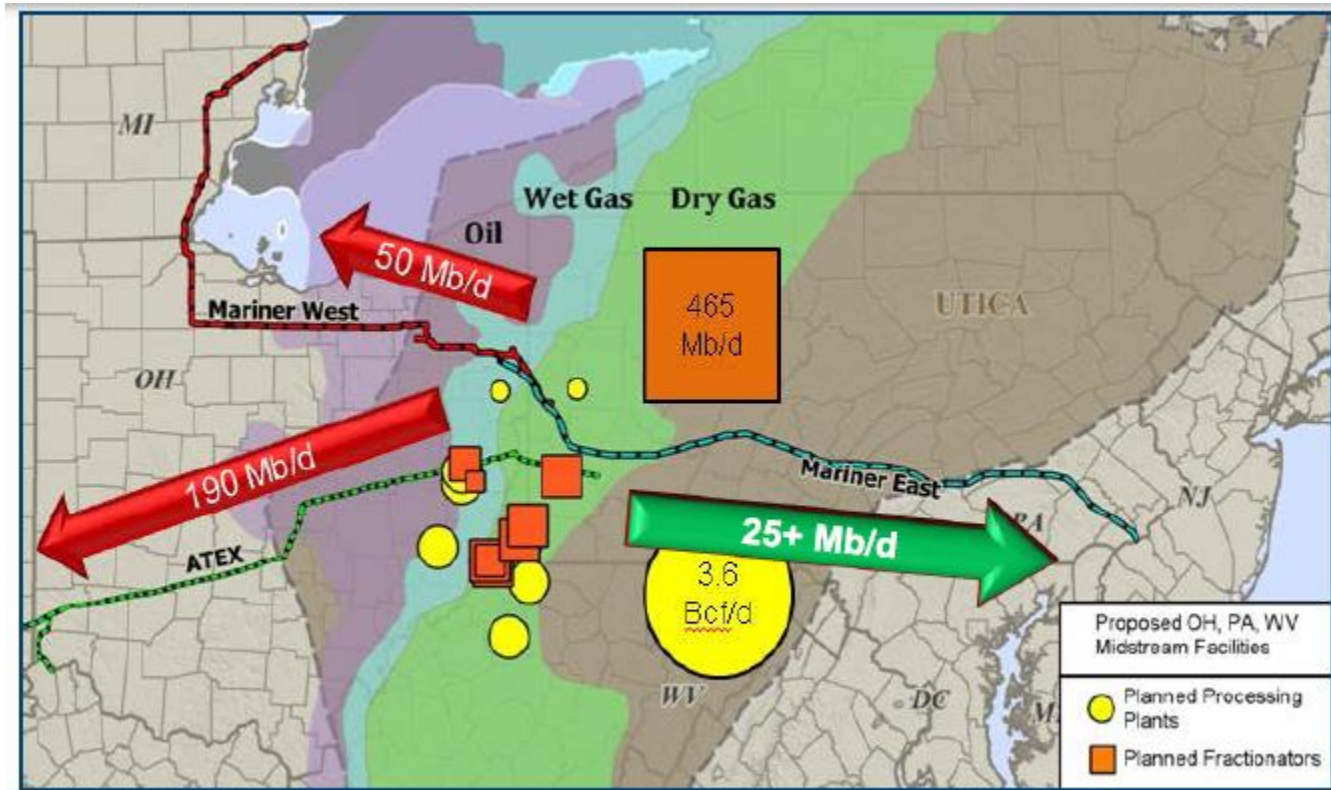 MI
Wet Gas
Dry Gas
Oil
50 Mb/d
Mariner West
465
Mb/d
UTICA
OH
190 Mb/d
Mariner East
NJ
PA
25+ Mb/d
ATEX
3.6
Bcf/d
WV
DC
Proposed OH, PA, WV
Midstream Facilities
Planned Processing
Plants
Planned Fractionators